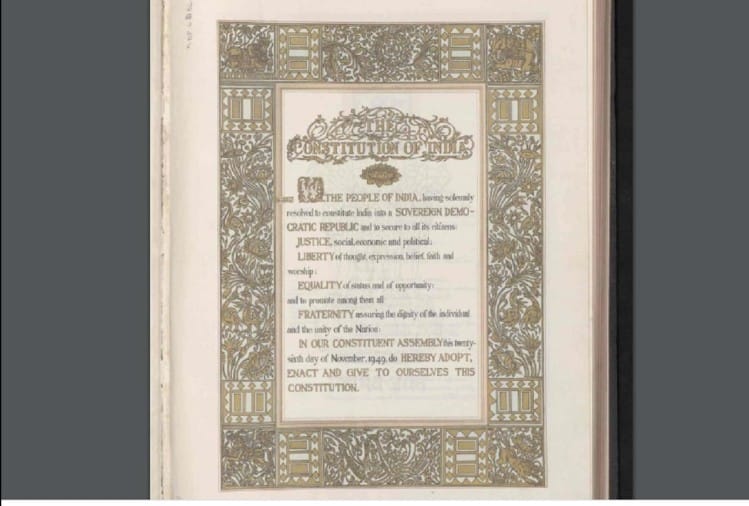 THE
CONSTITUTION OF INDIA
WE, THE PEOPLE OF INDIA, having solemnly
resolved to constitute India into a SOVEREIGN DEMO-
CRATIC REPUBLIC and to secure to all its citizens:
JUSTICE, social, economic and political;
LIBERTY of thought, expression, belief, faith and
worship;
EQUALITY of status and of opportunity;
and to promote among them all
FRATERNITY assuring the dignity of the individual
and the unity of the Nation;
IN OUR CONSTITUENT ASSEMBLY this twenty-
sixth day of November, 1949, do HEREBY ADOPT,
ENACT AND GIVE TO OURSELVES THIS
CONSTITUTION.